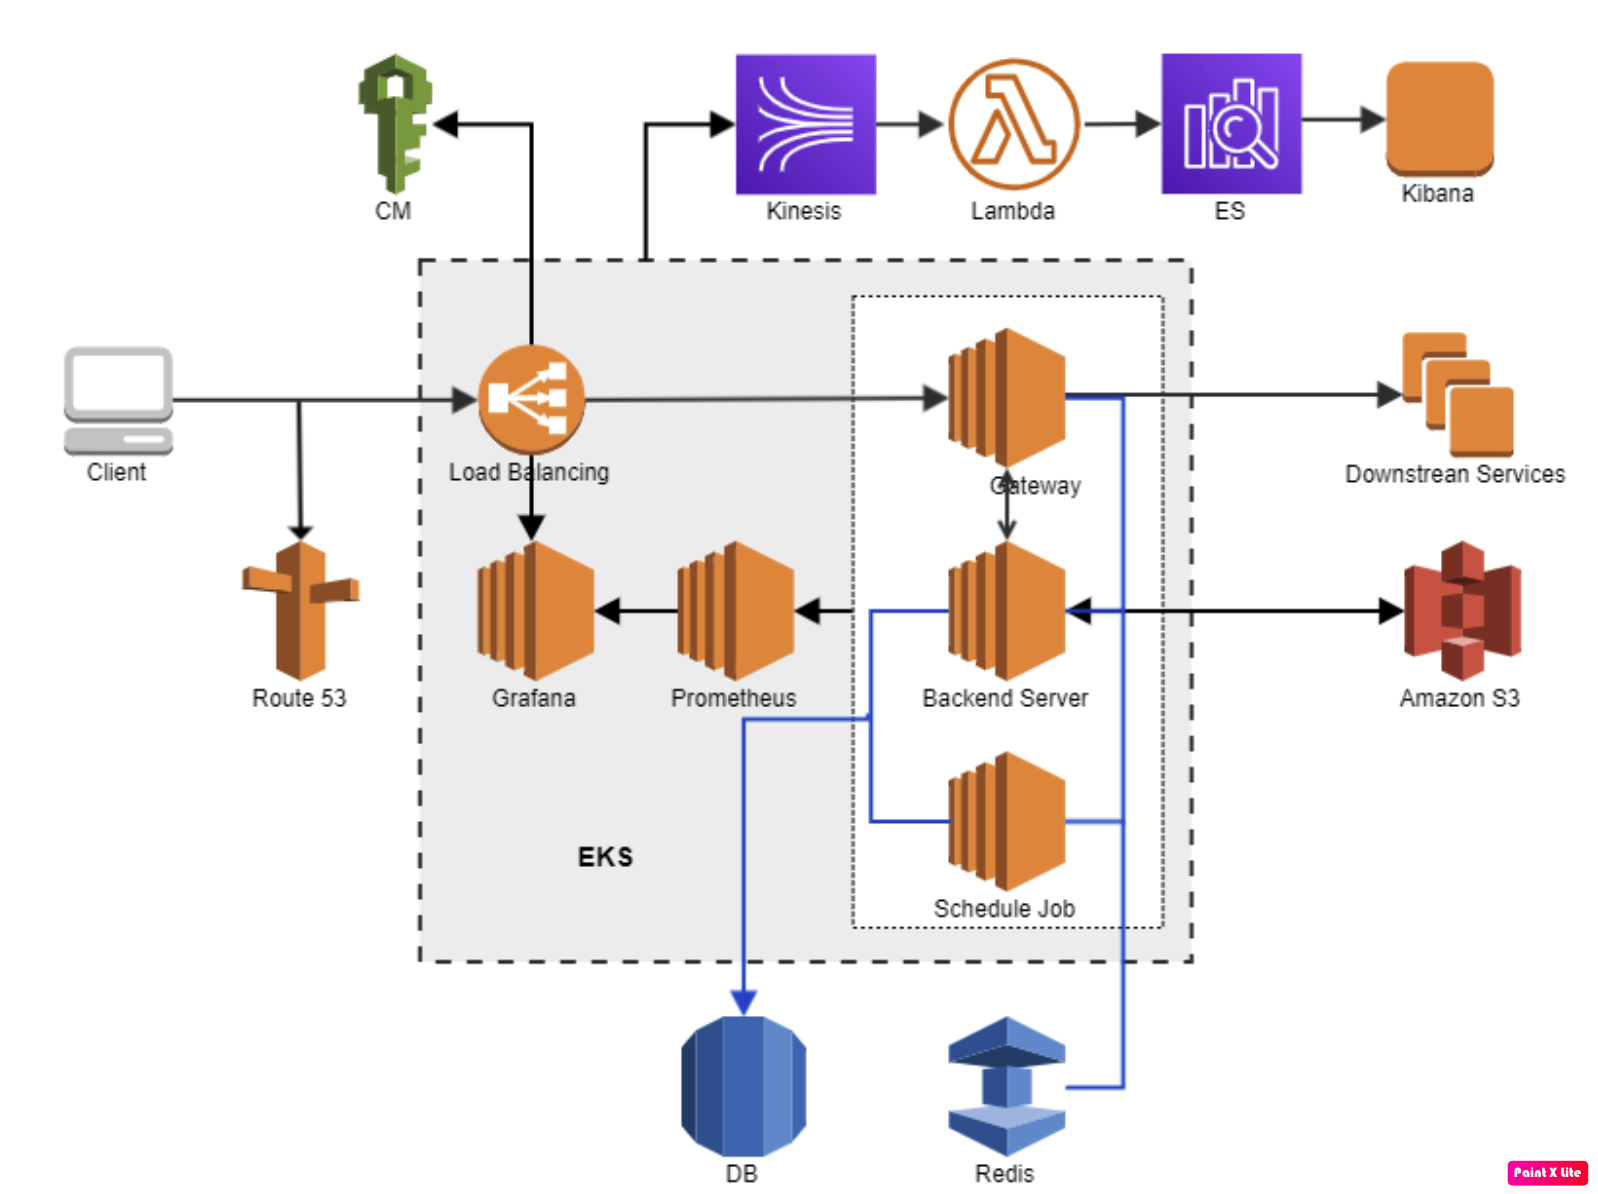 CM
Kinesis
Lambda
ES
Kibana
Client
Load Balancing
Gateway
Downstrean Services
Route 53
Grafana
Prometheus
Backend Server
Amazon S3
EKS
Schedule Job
DB
Redis
Paint X Lite